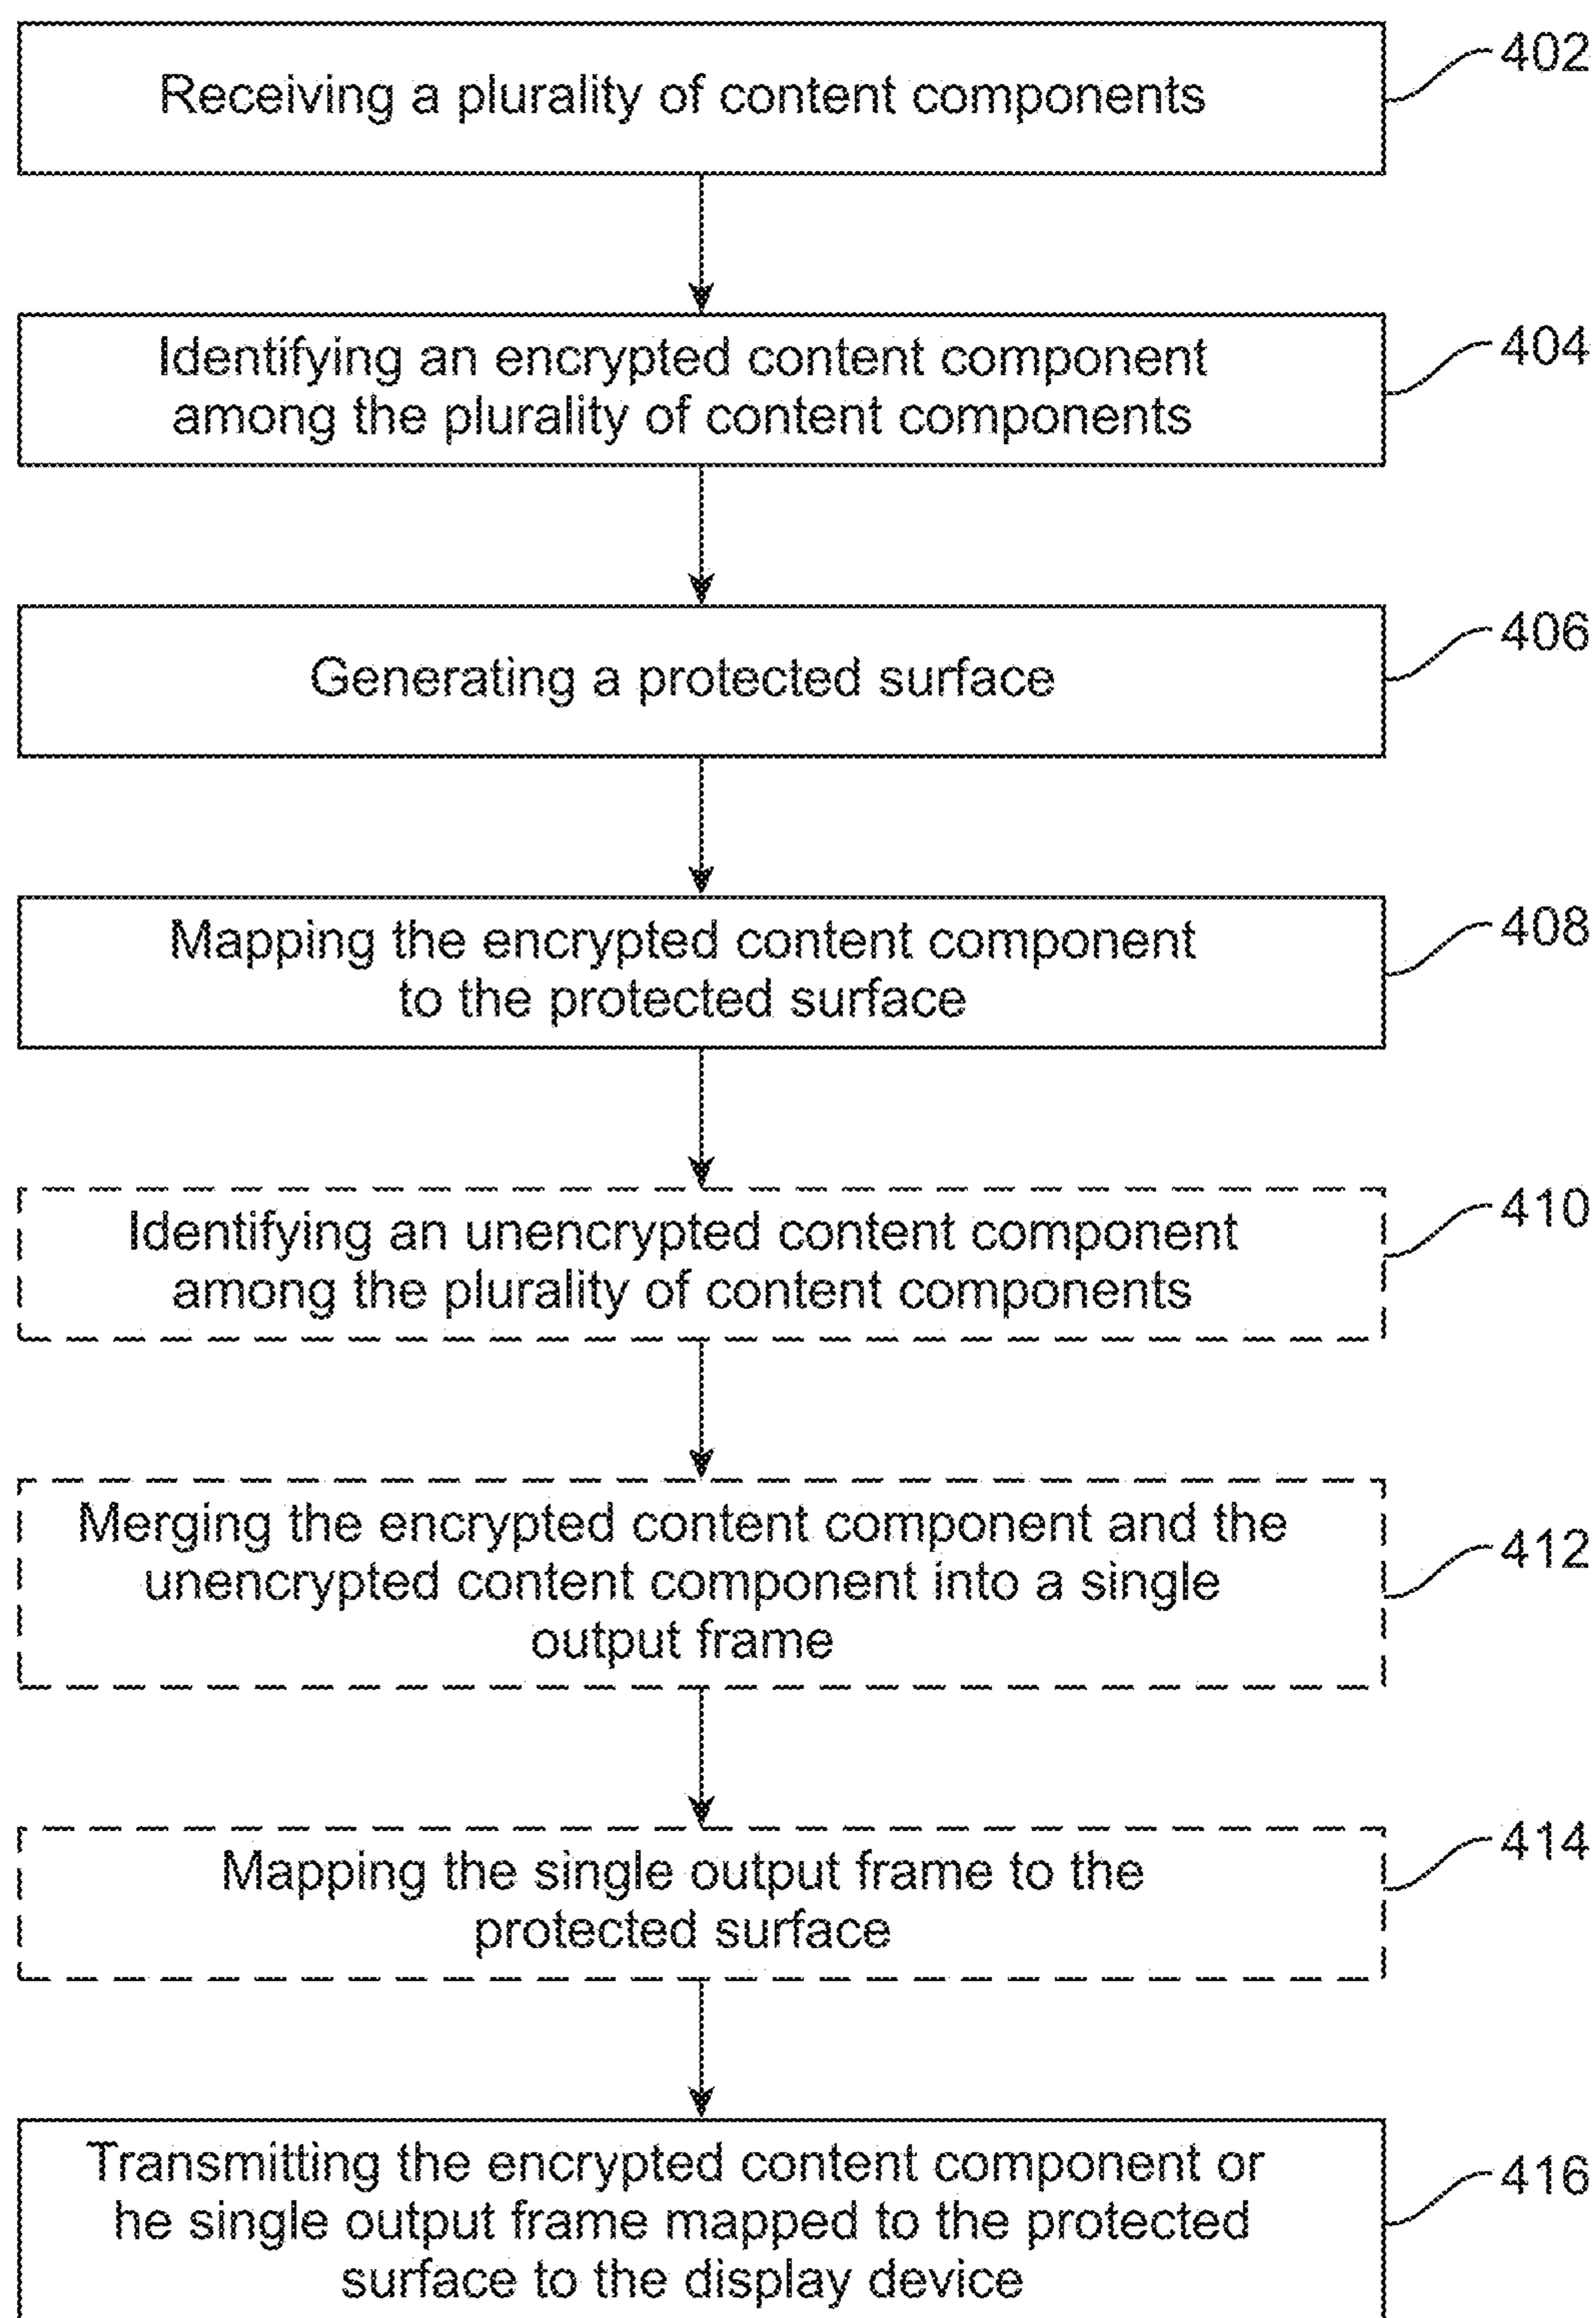 Receiving a plurality of content components
402
Identifying an encrypted content component
among the plurality of content components
404
Generating a protected surface
406
Mapping the encrypted content component
to the protected surface
408
Identifying an unencrypted content component
among the plurality of content components
410
Merging the encrypted content component and the
unencrypted content component into a single
output frame
412
Mapping the single output frame to the
protected surface
414
Transmitting the encrypted content component or
he single output frame mapped to the protected
surface to the display device
416